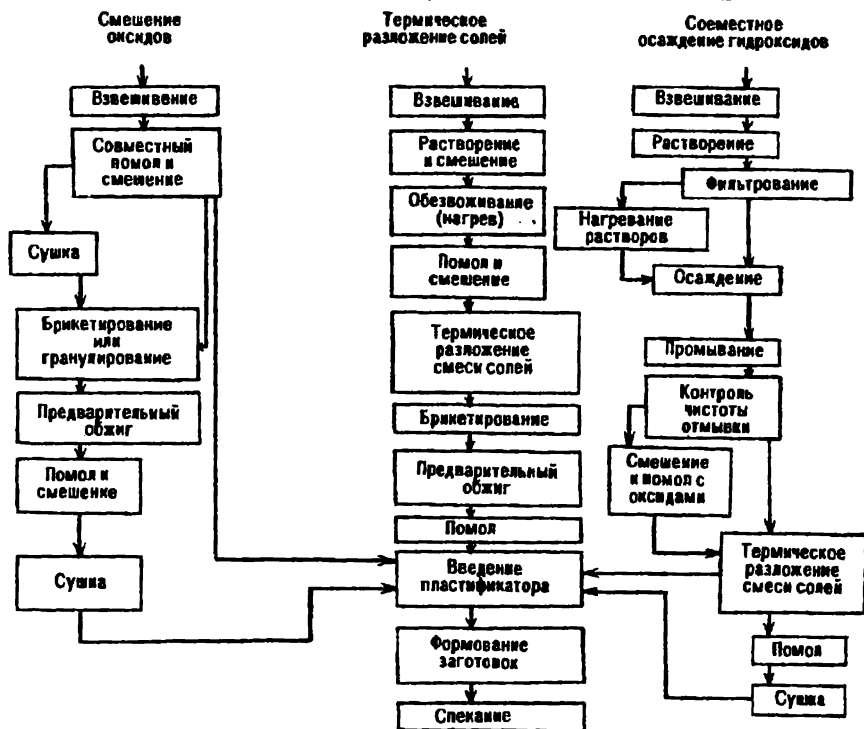 Смешение
оксидов
Взвешивание
Совместный
помол и
смешение
Сушка
Брикетирование
или
гранулирование
Предварительный
обжиг
Помол и
смешение
Сушка
Термическое
разложение солей
Взвешивание
Растворение
и смешение
Обезвоживание
(нагрев)
Помол и
смешение
Термическое
разложение
смеси солей
Брикетирование
Предварительный
обжиг
Помол
Введение
пластификатора
Формование
заготовок
Спекание
Совместное
осаждение гидроксидов
Взвешивание
Растворение
Фильтрование
Нагревание
растворов
Осаждение
Промывание
Контроль
чистоты
отмывки
Смешение
и помол с
оксидами
Термическое
разложение
смеси солей
Помол
Сушка